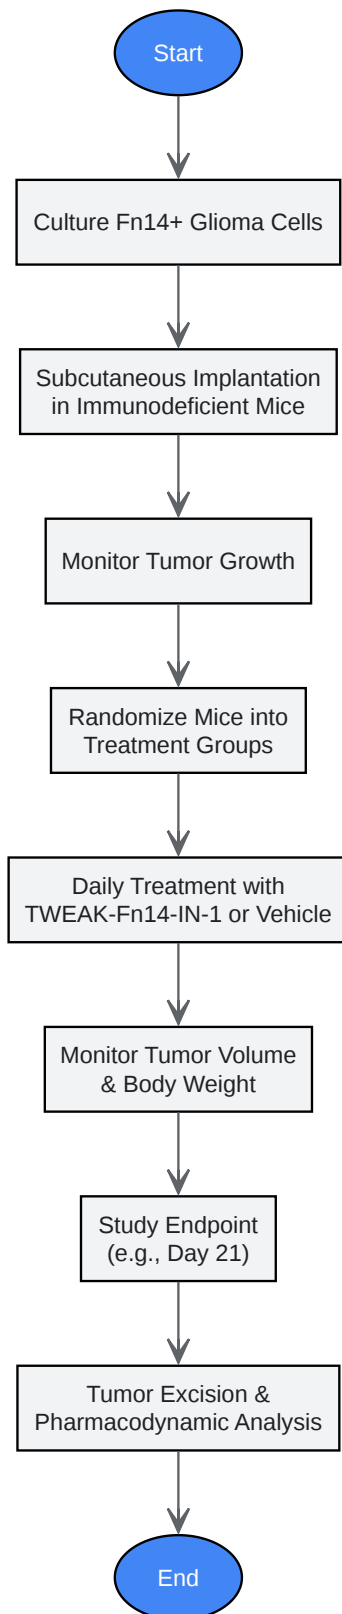 Start
Culture Fn14+ Glioma Cells
Subcutaneous Implantation
in Immunodeficient Mice
Monitor Tumor Growth
Randomize Mice into
Treatment Groups
Daily Treatment with
TWEAK-Fn14-IN-1 or Vehicle
Monitor Tumor Volume
& Body Weight
Study Endpoint
(e.g., Day 21)
Tumor Excision &
Pharmacodynamic Analysis
End